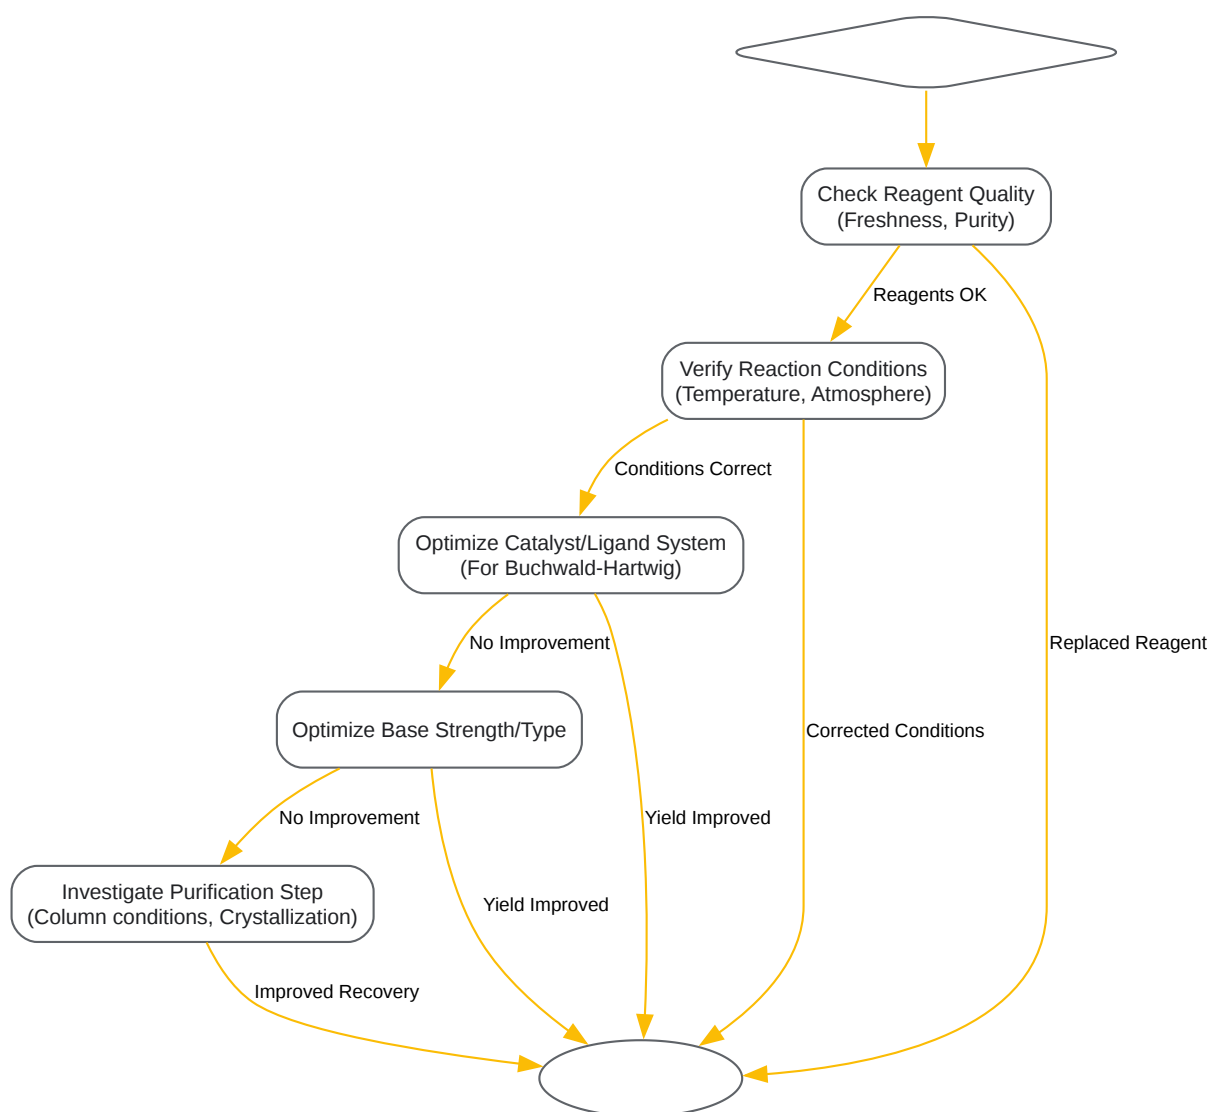 Check Reagent Quality
(Freshness, Purity)
Reagents OK
Verify Reaction Conditions
(Temperature, Atmosphere)
Conditions Correct
Optimize Catalyst/Ligand System
(For Buchwald-Hartwig)
No Improvement
Replaced Reagent
Optimize Base Strength/Type
Corrected Conditions
No Improvement
Yield Improved
Investigate Purification Step
(Column conditions, Crystallization)
Yield Improved
Improved Recovery